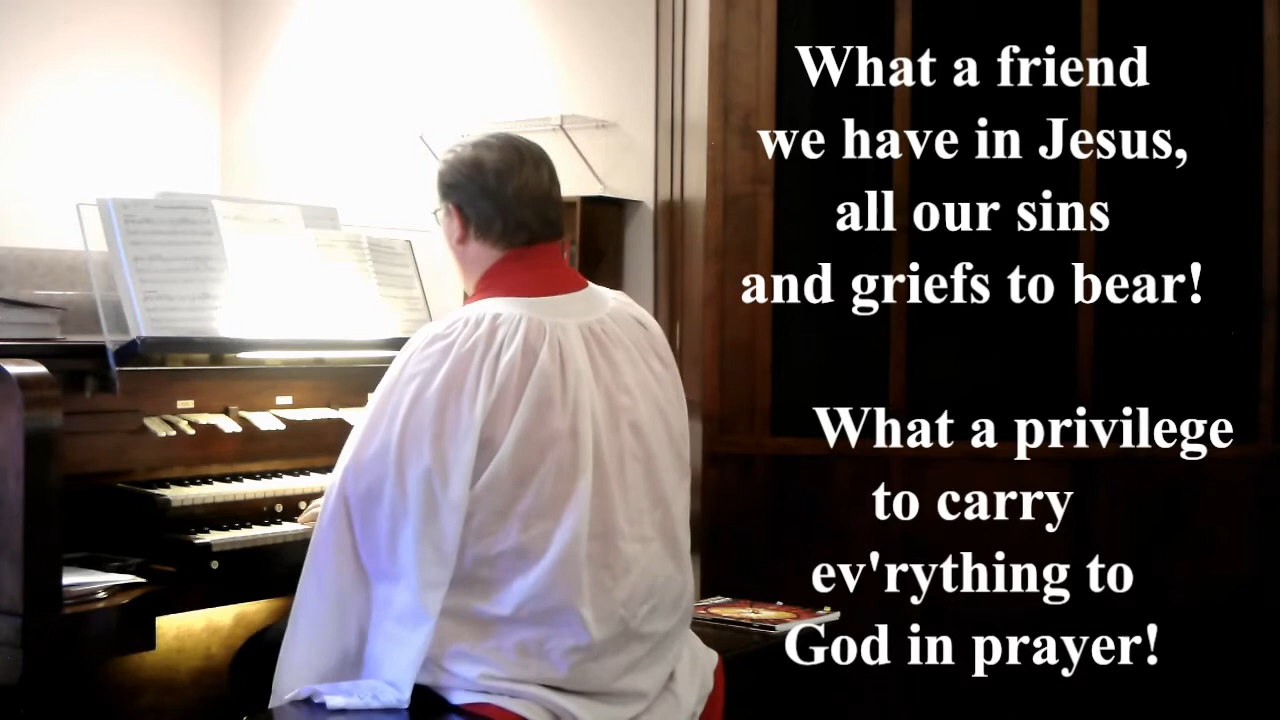 What a friend
we have in Jesus,
all our sins
and griefs to bear!
What a privilege
to carry
ev'rything to
God in prayer!